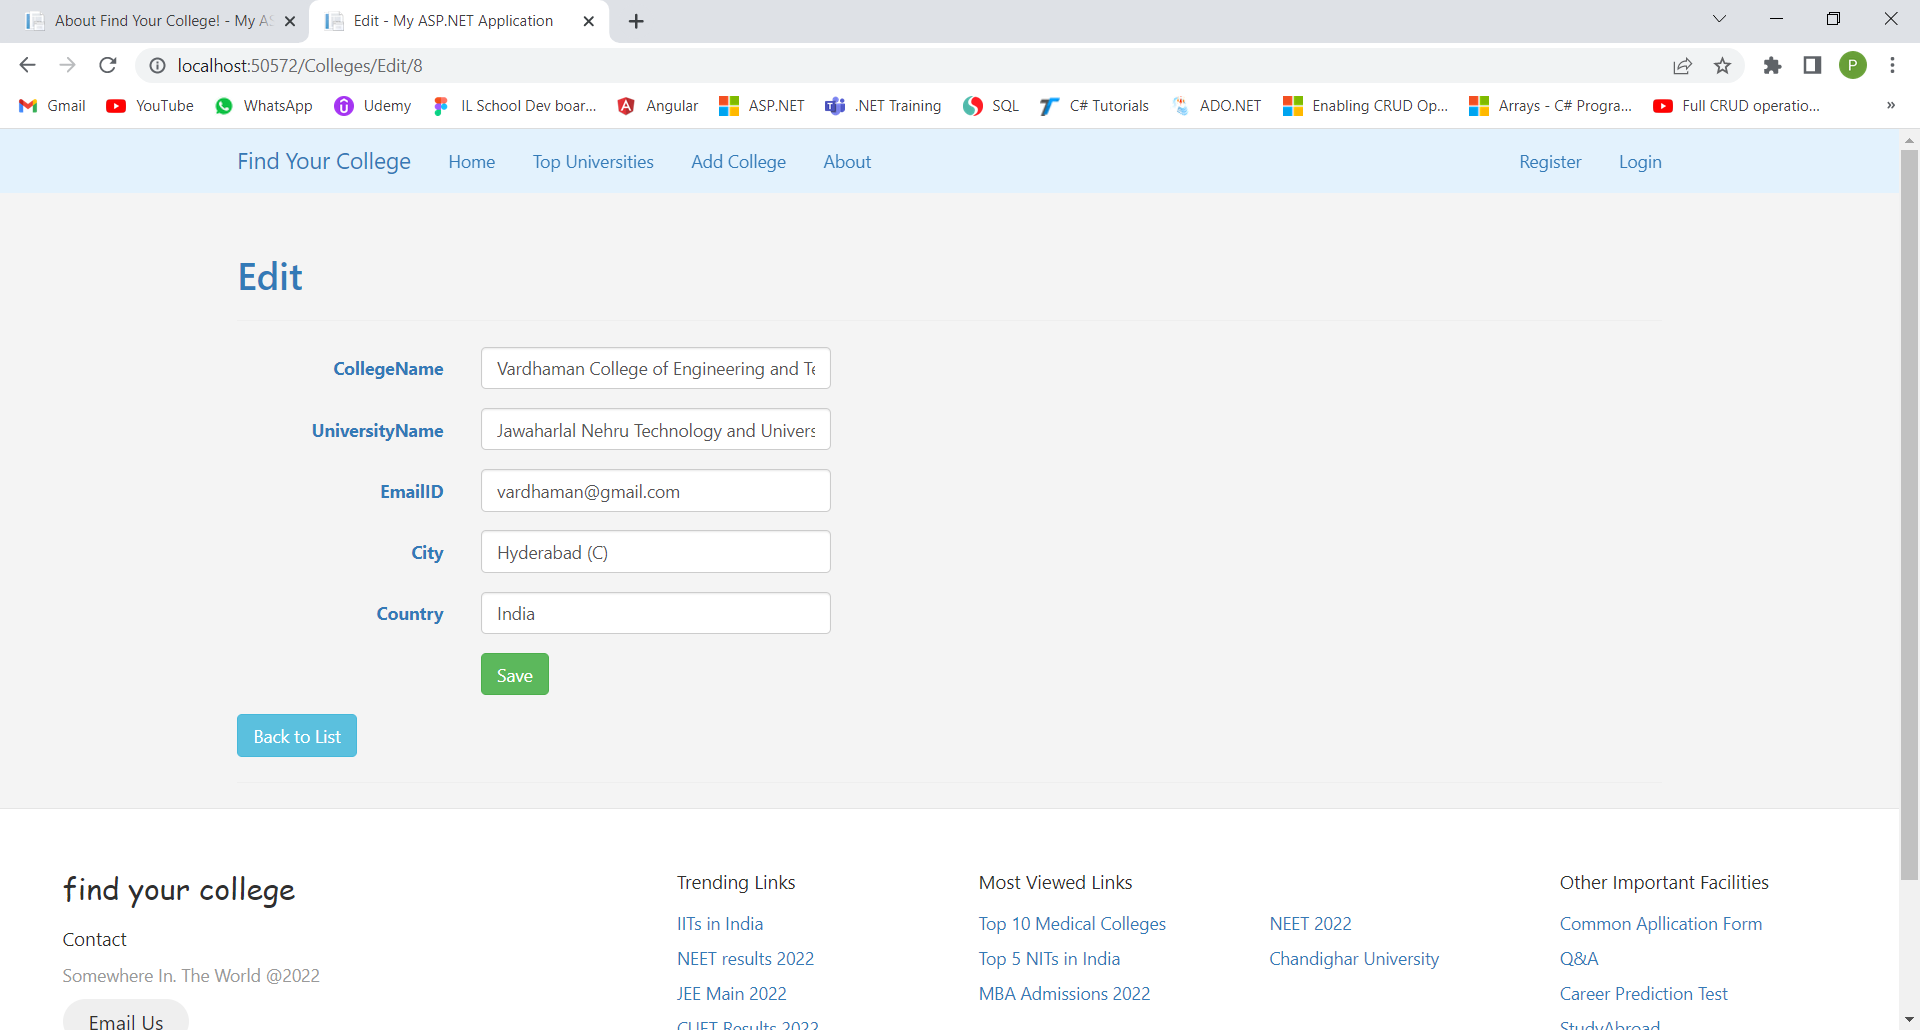 About Find Your College! - My AS
Edit - My ASP.NET Application
localhost:50572/Colleges/Edit/8
P
Gmail YouTube WhatsApp Udemy IL School Dev boar... Angular ASP.NET .NET Training SQL C# Tutorials ADO.NET Enabling CRUD Op... Arrays - C# Progra... Full CRUD operatio... »
Find Your College Home Top Universities Add College About Register Login
Edit
CollegeName Vardhaman College of Engineering and Te
UniversityName Jawaharlal Nehru Technology and Univers
EmailID vardhaman@gmail.com
City Hyderabad (C)
Country India
Save
Back to List
find your college
Contact
Somewhere In. The World @2022
Email Us
Trending Links
IITs in India
NEET results 2022
JEE Main 2022
CUET Results 2022
Most Viewed Links
Top 10 Medical Colleges
Top 5 NITs in India
MBA Admissions 2022
NEET 2022
Chandighar University
Other Important Facilities
Common Apllication Form
Q&A
Career Prediction Test
StudyAbroad